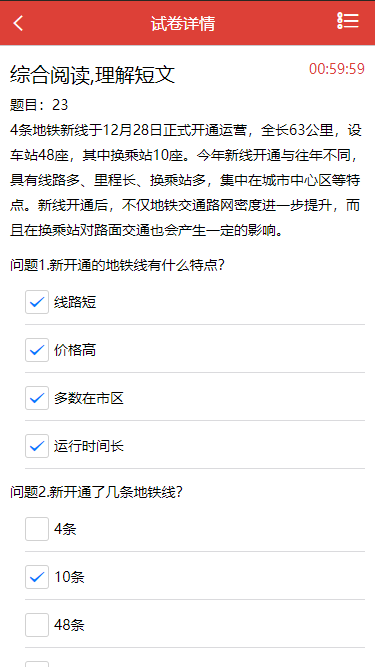 试卷详情
综合阅读,理解短文
00:59:59
题目：23
4条地铁新线于12月28日正式开通运营，全长63公里，设
车站48座，其中换乘站10座。今年新线开通与往年不同，
具有线路多、里程长、换乘站多，集中在城市中心区等特
点。新线开通后，不仅地铁交通路网密度进一步提升，而
且在换乘站对路面交通也会产生一定的影响。
问题1.新开通的地铁线有什么特点?
线路短
价格高
多数在市区
运行时间长
问题2.新开通了几条地铁线?
4条
10条
48条